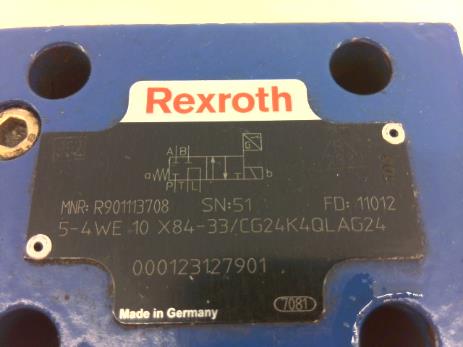 Rexroth
A B
G
a
b
P T L
MNR: R901113708 SN:51 FD: 11012
5-4WE 10 X84-33/CG24K4QLAG24
000123127901
Made in Germany
7081